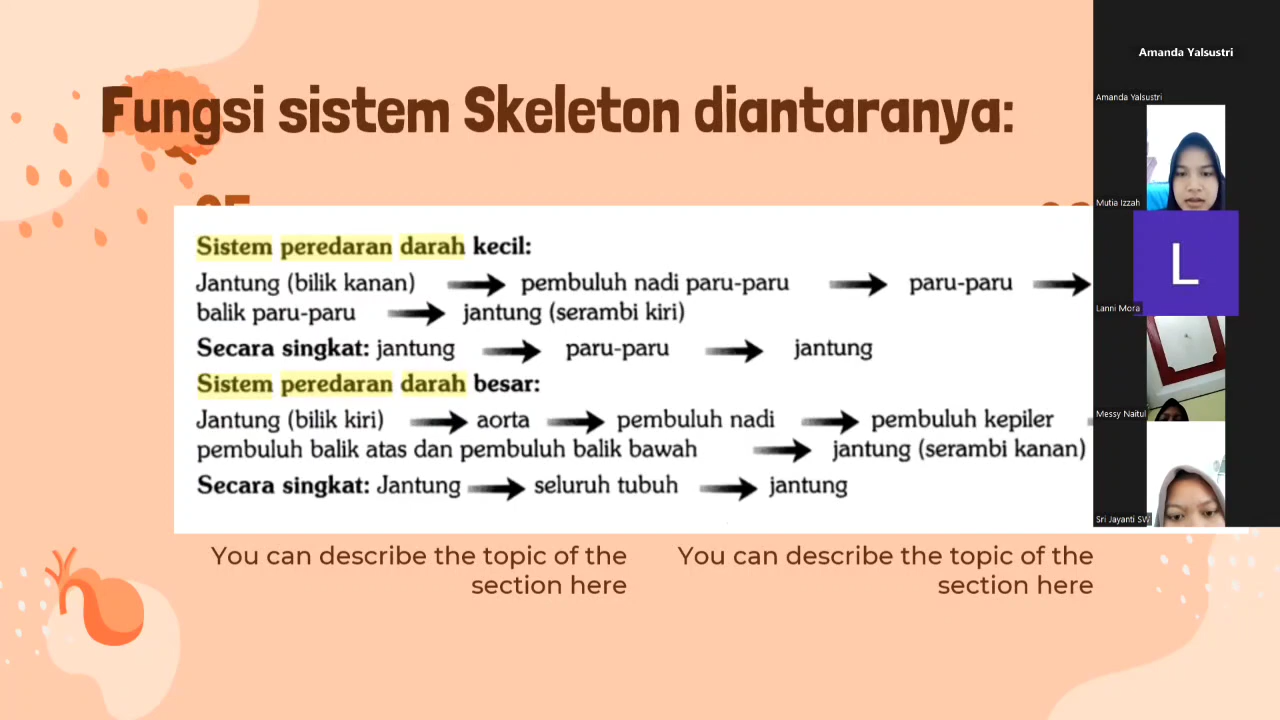 Fungsi sistem Skeleton diantaranya:
Sistem peredaran darah kecil:
Jantung (bilik kanan) pembuluh nadi paru-paru paru-paru
balik paru-paru jantung (serambi kiri)
Secara singkat: jantung paru-paru jantung
Sistem peredaran darah besar:
Jantung (bilik kiri) aorta pembuluh nadi pembuluh kepiler
pembuluh balik atas dan pembuluh balik bawah jantung (serambi kanan)
Secara singkat: Jantung seluruh tubuh jantung
You can describe the topic of the
section here
You can describe the topic of the
section here
Amanda Yalsustri
Amanda Yalsustri
Mutia Izzah
L
Lanni Mora
Messy Naitul
Sri Jayanti SW